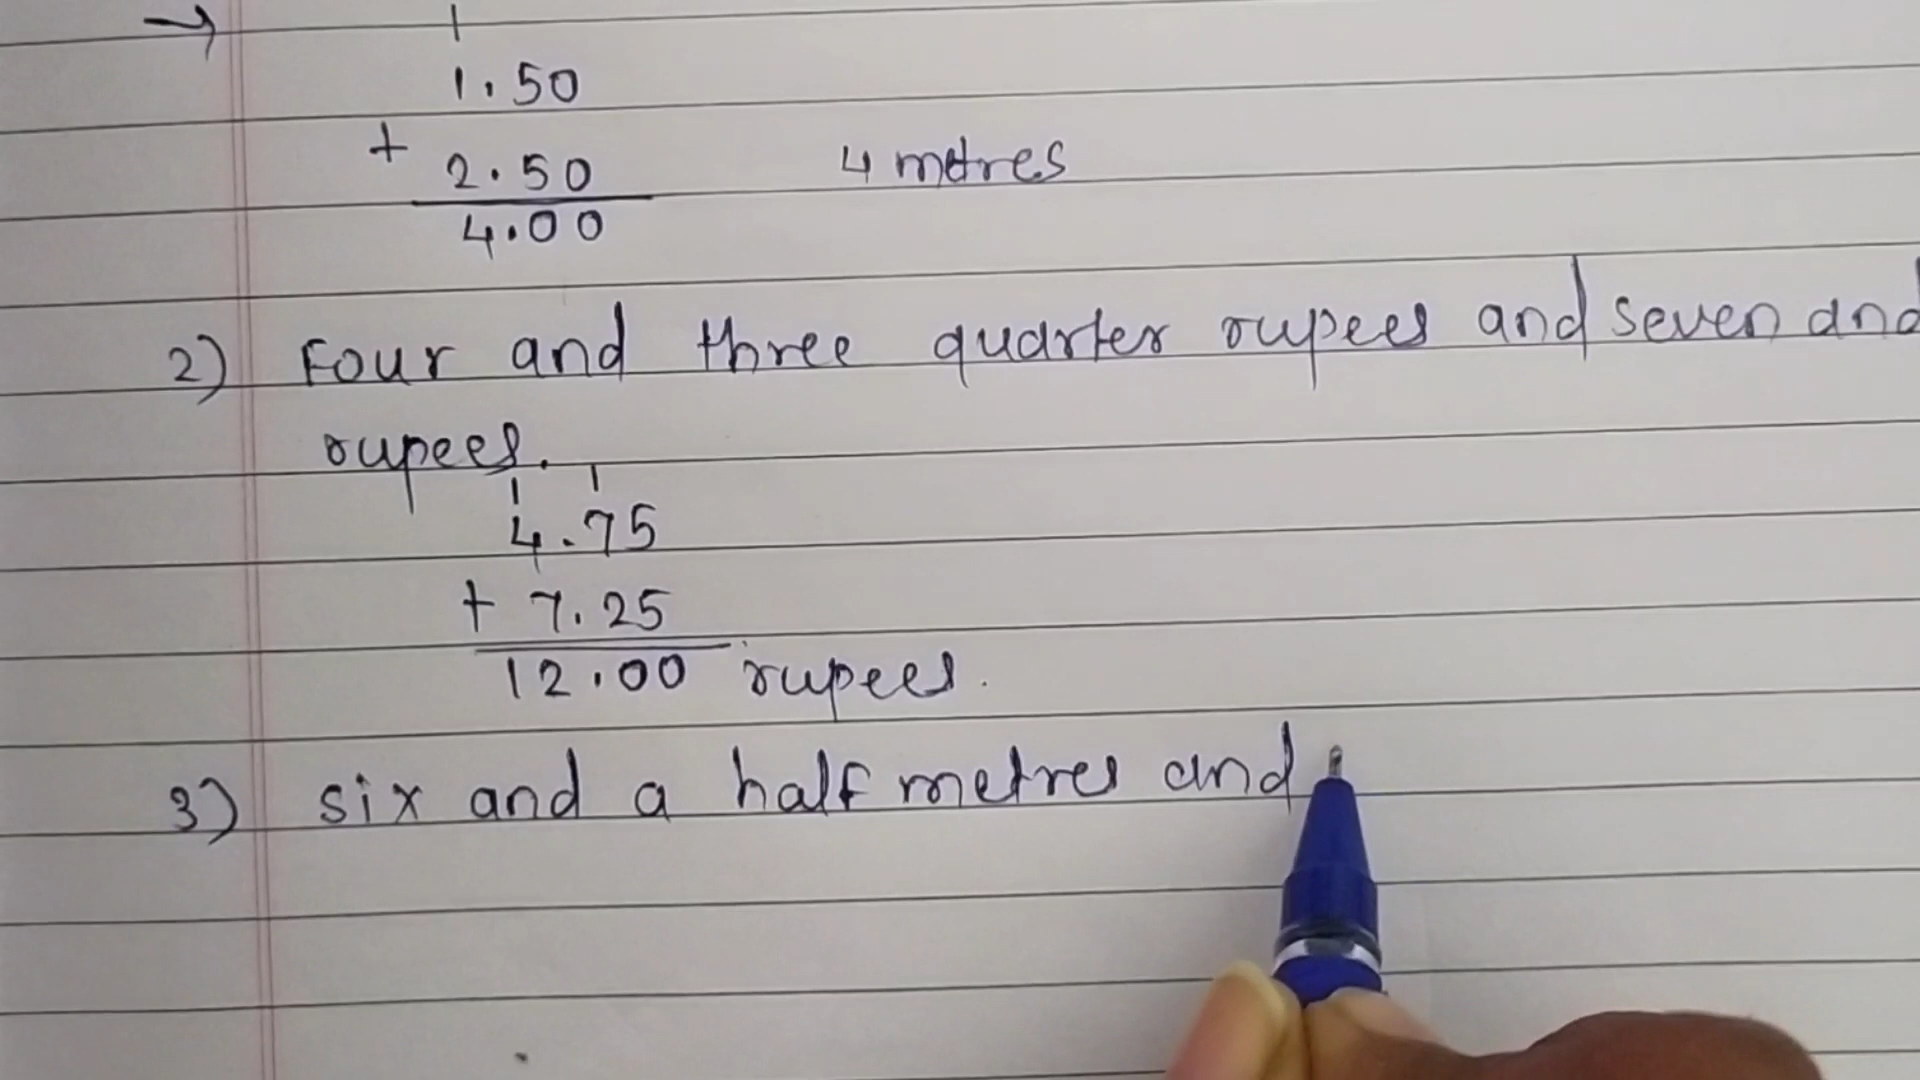 → 1
1.50
+ 2.50 4 metres
4.00
2) Four and three quarter rupees and seven and
rupees.
1 1
4.75
+ 7.25
12.00 rupees.
3) six and a half metres and